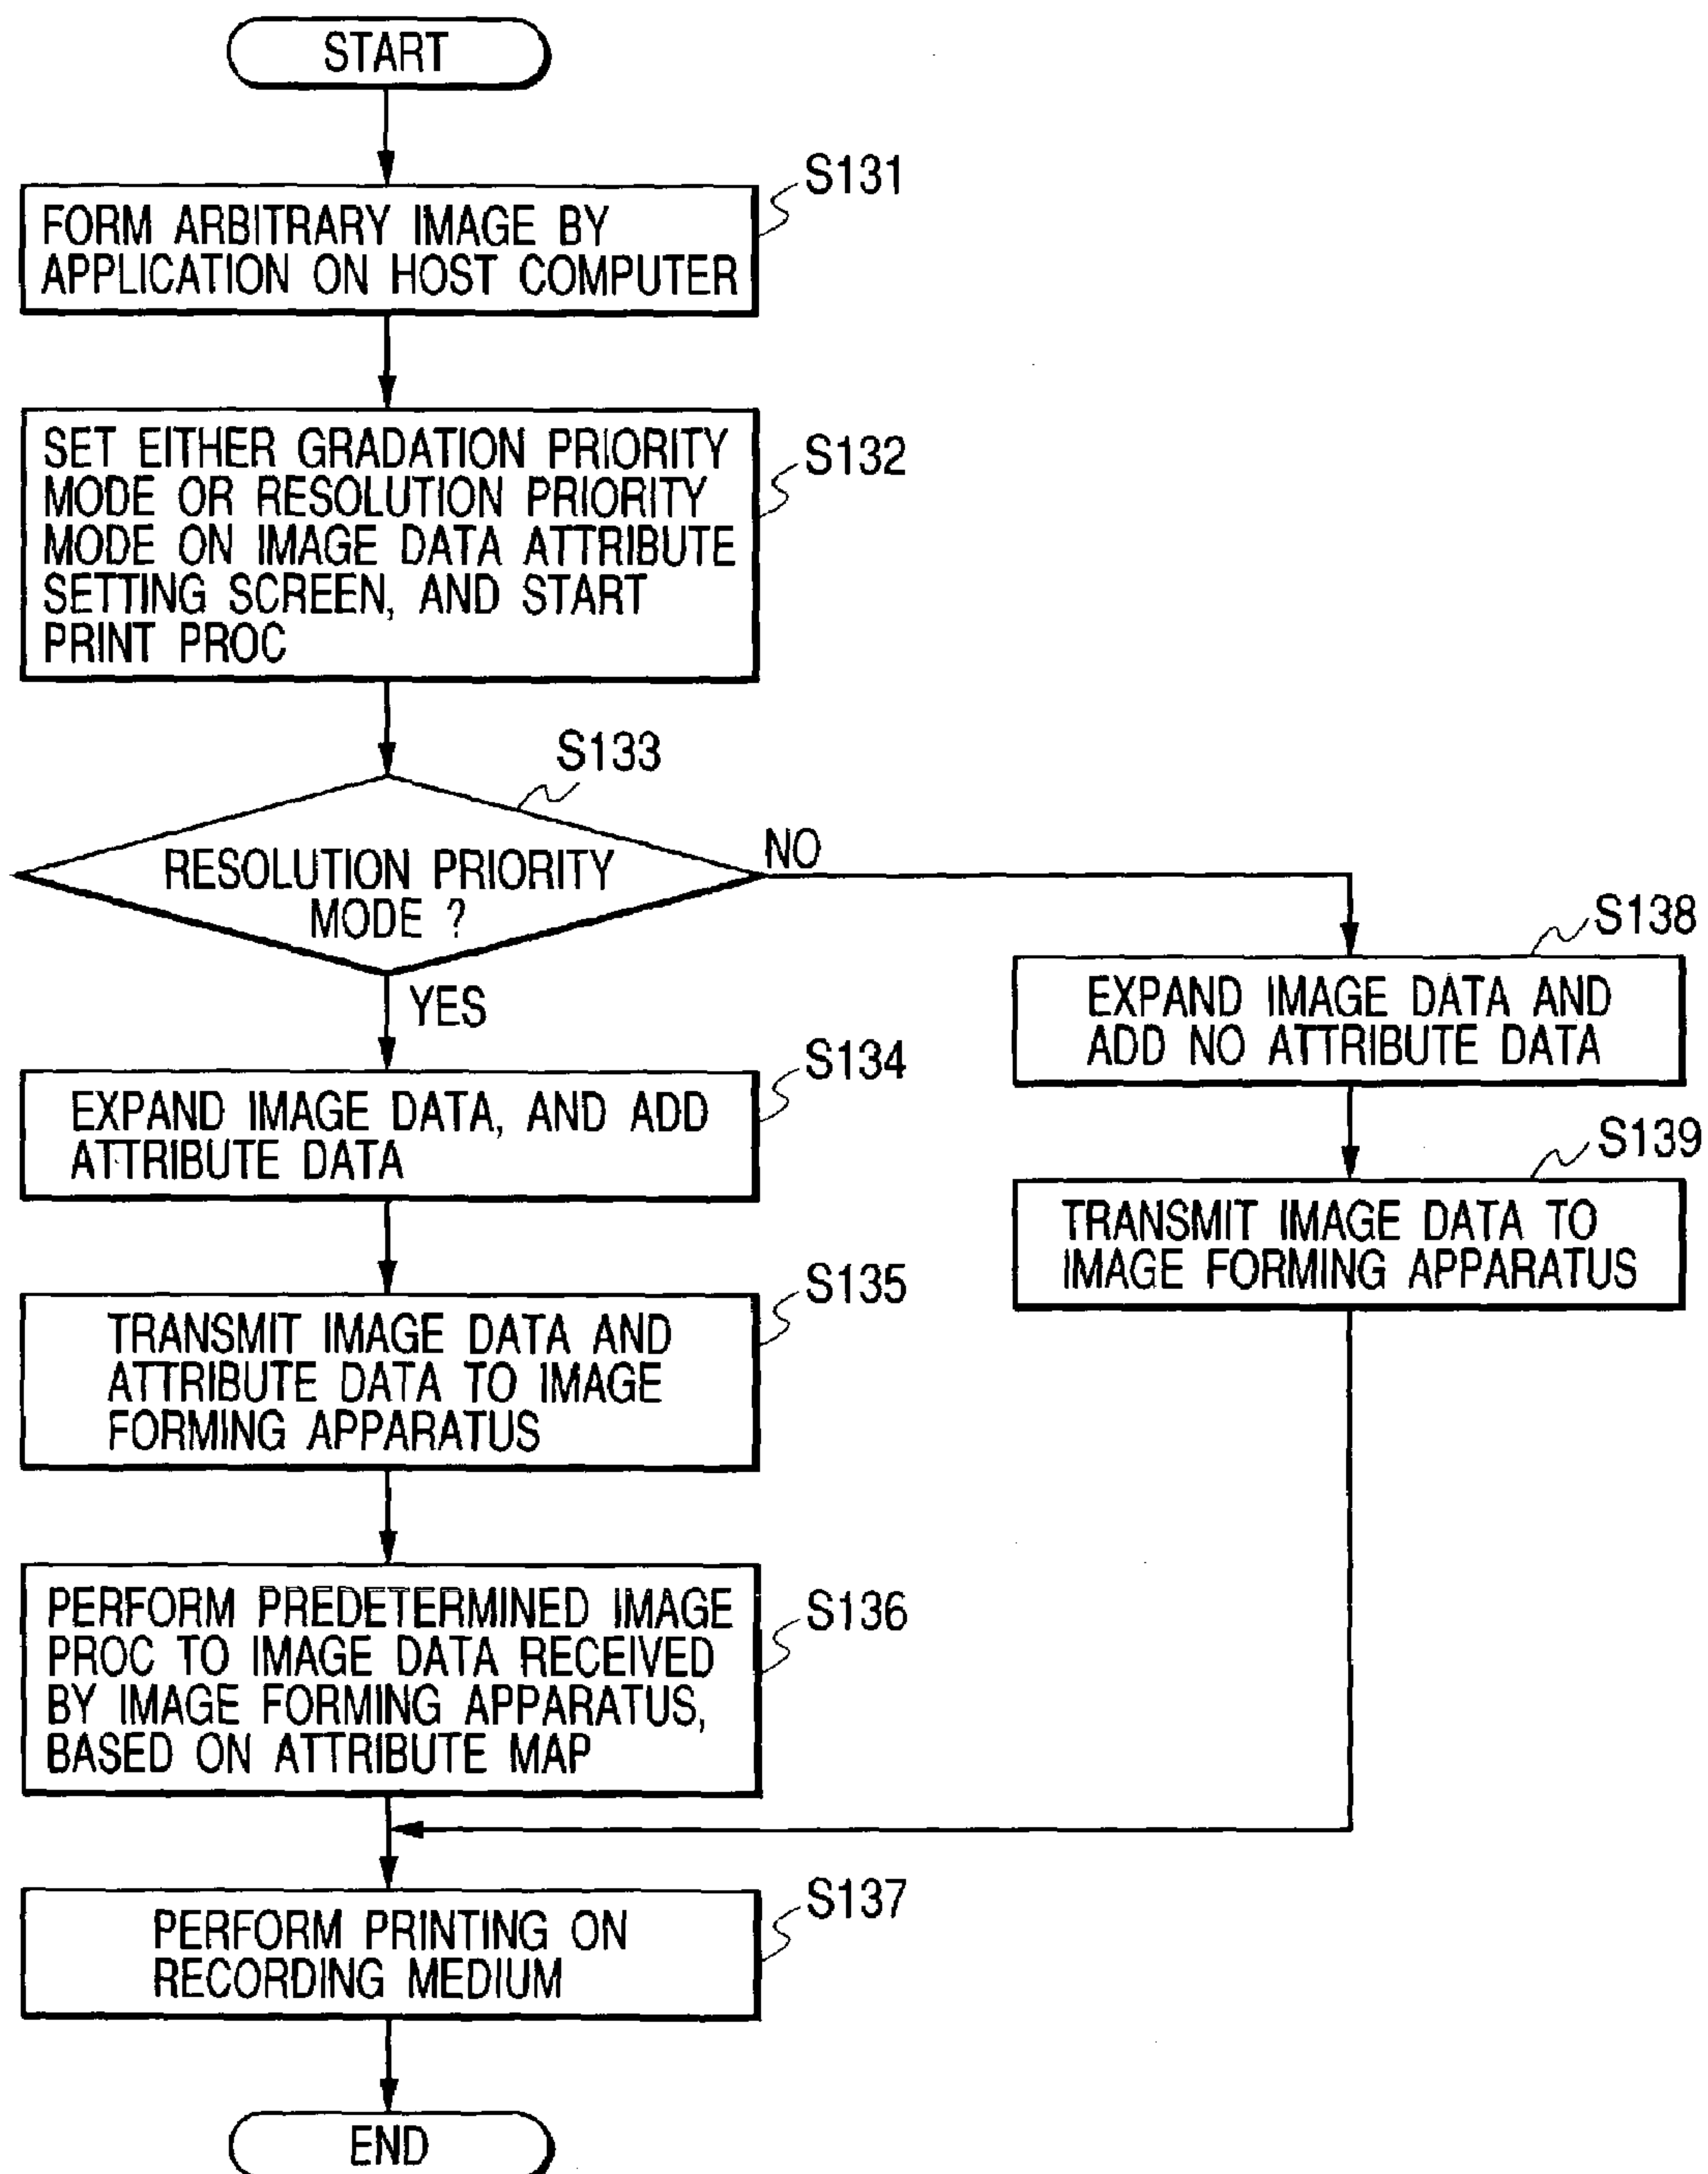 START
S131
FORM ARBITRARY IMAGE BY
APPLICATION ON HOST COMPUTER
S132
SET EITHER GRADATION PRIORITY
MODE OR RESOLUTION PRIORITY
MODE ON IMAGE DATA ATTRIBUTE
SETTING SCREEN, AND START
PRINT PROC
S133
RESOLUTION PRIORITY
MODE ?
NO
YES
S134
EXPAND IMAGE DATA, AND ADD
ATTRIBUTE DATA
S135
TRANSMIT IMAGE DATA AND
ATTRIBUTE DATA TO IMAGE
FORMING APPARATUS
S136
PERFORM PREDETERMINED IMAGE
PROC TO IMAGE DATA RECEIVED
BY IMAGE FORMING APPARATUS,
BASED ON ATTRIBUTE MAP
S138
EXPAND IMAGE DATA AND
ADD NO ATTRIBUTE DATA
S139
TRANSMIT IMAGE DATA TO
IMAGE FORMING APPARATUS
S137
PERFORM PRINTING ON
RECORDING MEDIUM
END